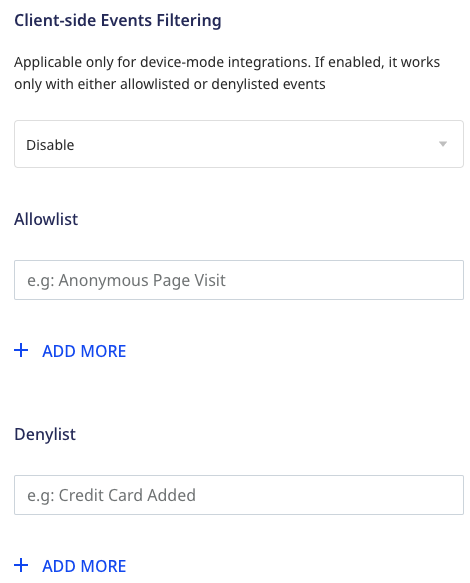 Client-side Events Filtering
Applicable only for device-mode integrations. If enabled, it works
only with either allowlisted or denylisted events
Disable
Allowlist
e.g: Anonymous Page Visit
+ ADD MORE
Denylist
e.g: Credit Card Added
+ ADD MORE